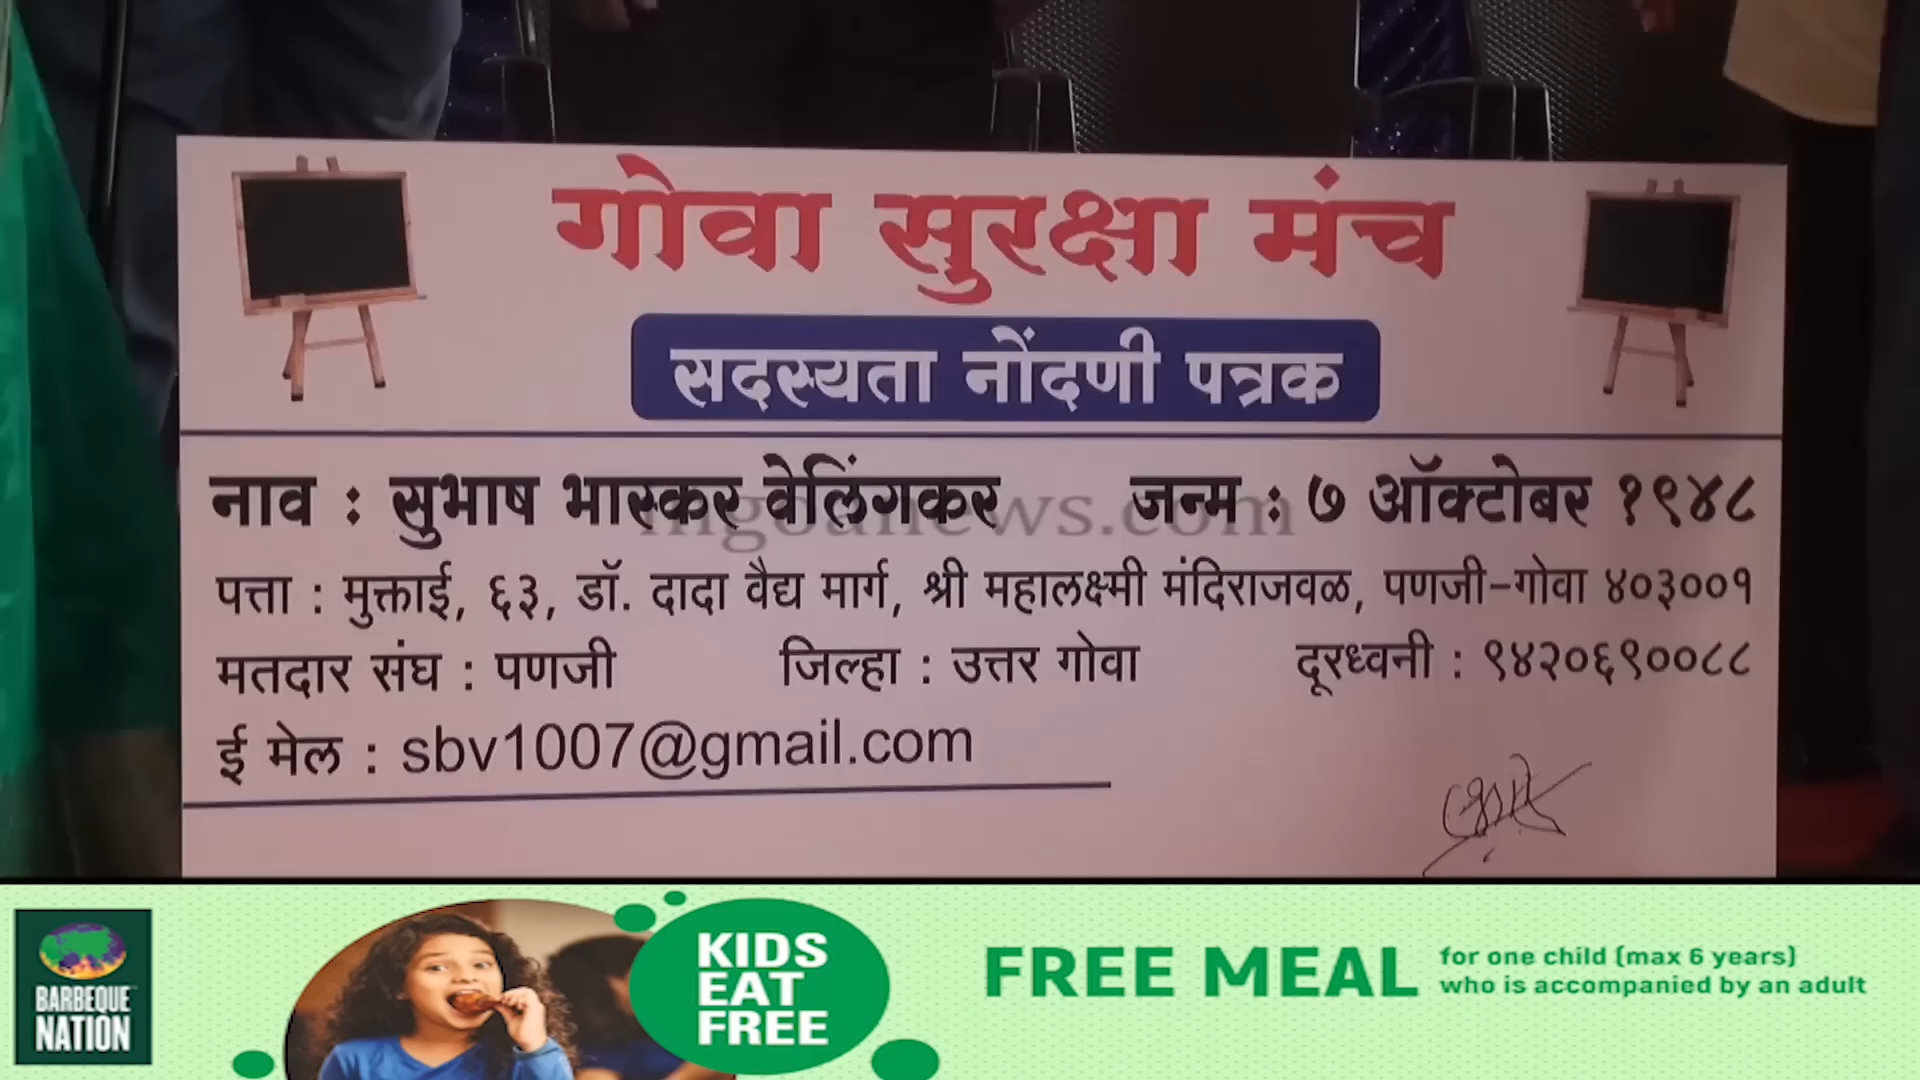 गोवा सुरक्षा मंच
सदस्यता नोंदणी पत्रक
नाव : सुभाष भास्कर वेलिंगकर जन्म : ७ ऑक्टोबर १९४८
पत्ता : मुक्ताई, ६३, डॉ. दादा वैद्य मार्ग, श्री महालक्ष्मी मंदिराजवळ, पणजी-गोवा ४०३००१
मतदार संघ : पणजी जिल्हा : उत्तर गोवा दूरध्वनी : ९४२०६९००८८
ई मेल : sbv1007@gmail.com
BARBEQUE NATION
KIDS
EAT
FREE
FREE MEAL
for one child (max 6 years)
who is accompanied by an adult